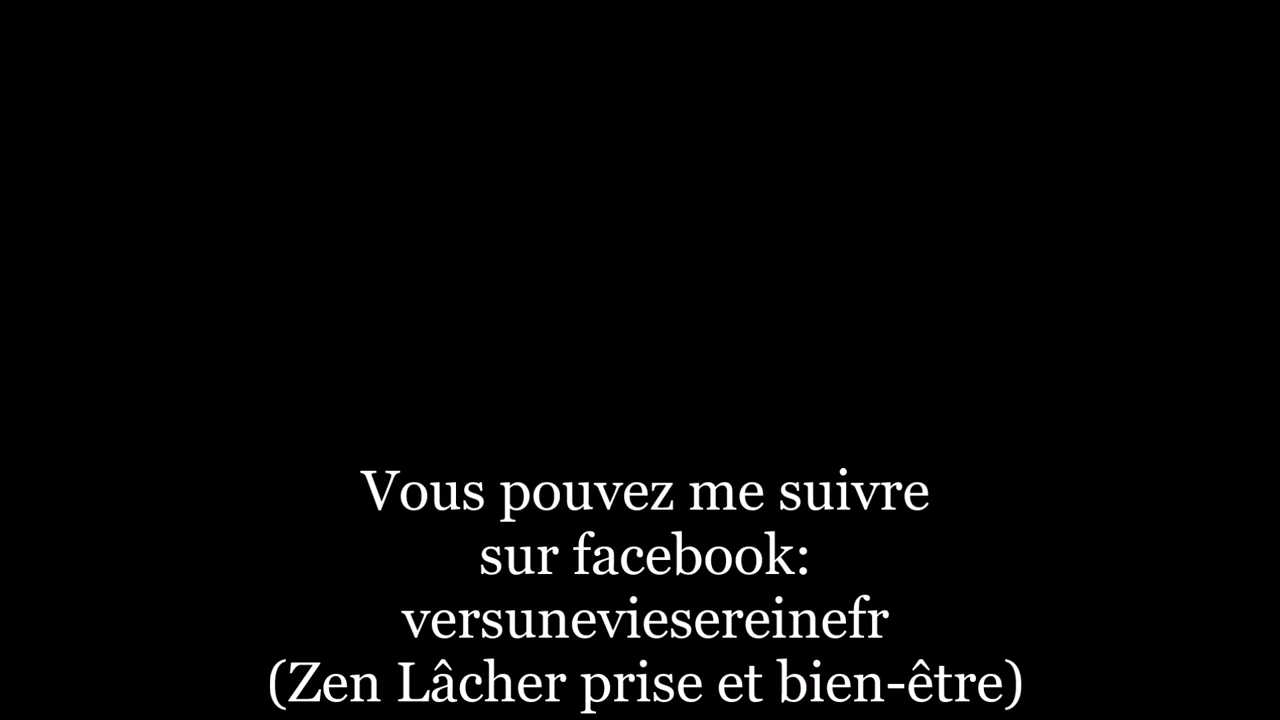 Vous pouvez me suivre
sur facebook:
versuneviesereinefr
(Zen Lâcher prise et bien-être)